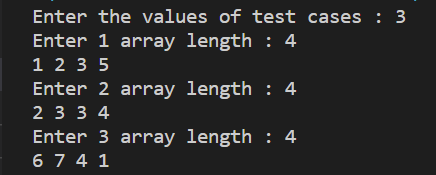 Enter the values of test cases : 3
Enter 1 array length : 4
1 2 3 5
Enter 2 array length : 4
2 3 3 4
Enter 3 array length : 4
6 7 4 1